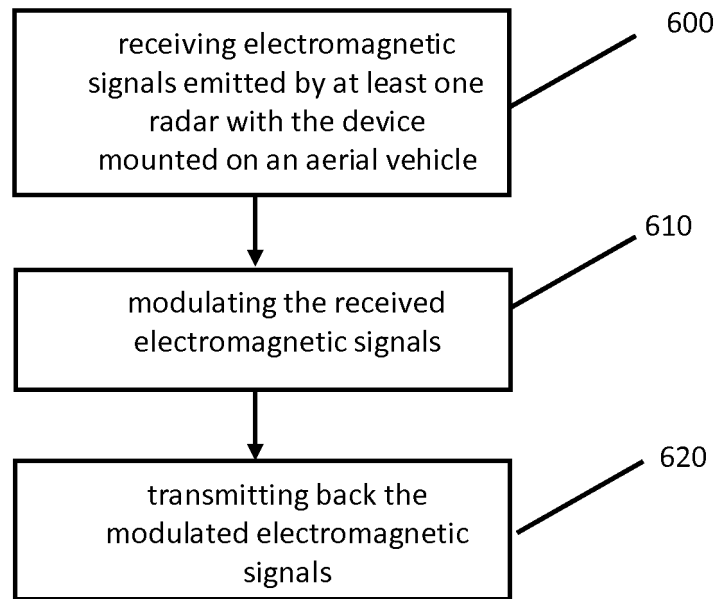 receiving electromagnetic
signals emitted by at least one
radar with the device
mounted on an aerial vehicle
600
modulating the received
electromagnetic signals
610
transmitting back the
modulated electromagnetic
signals
620